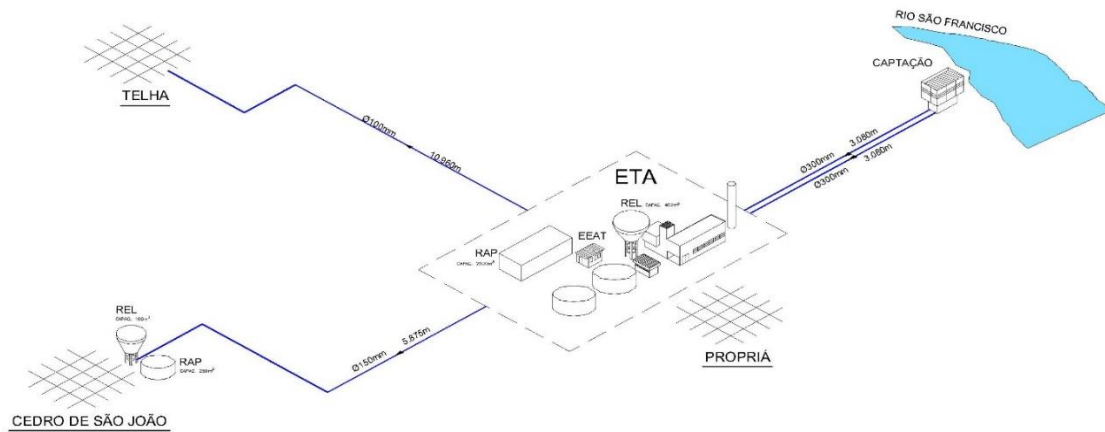 RIO SÃO FRANCISCO
CAPTAÇÃO
TELHA
Ø100mm
10.960m
3.080m
Ø300mm
3.080m
Ø300mm
ETA
REL
EEAT
RAP
5.875m
Ø150mm
PROPRIÁ
REL
RAP
CEDRO DE SÃO JOÃO